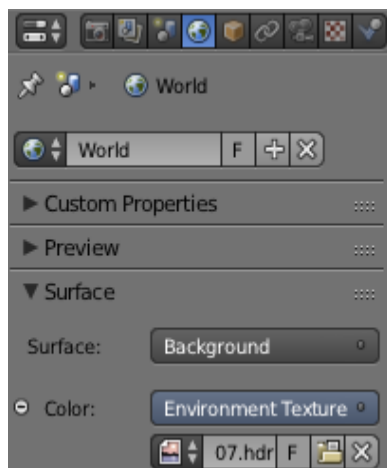 World
World F
Custom Properties
Preview
Surface
Surface: Background
Color: Environment Texture
07.hdr F